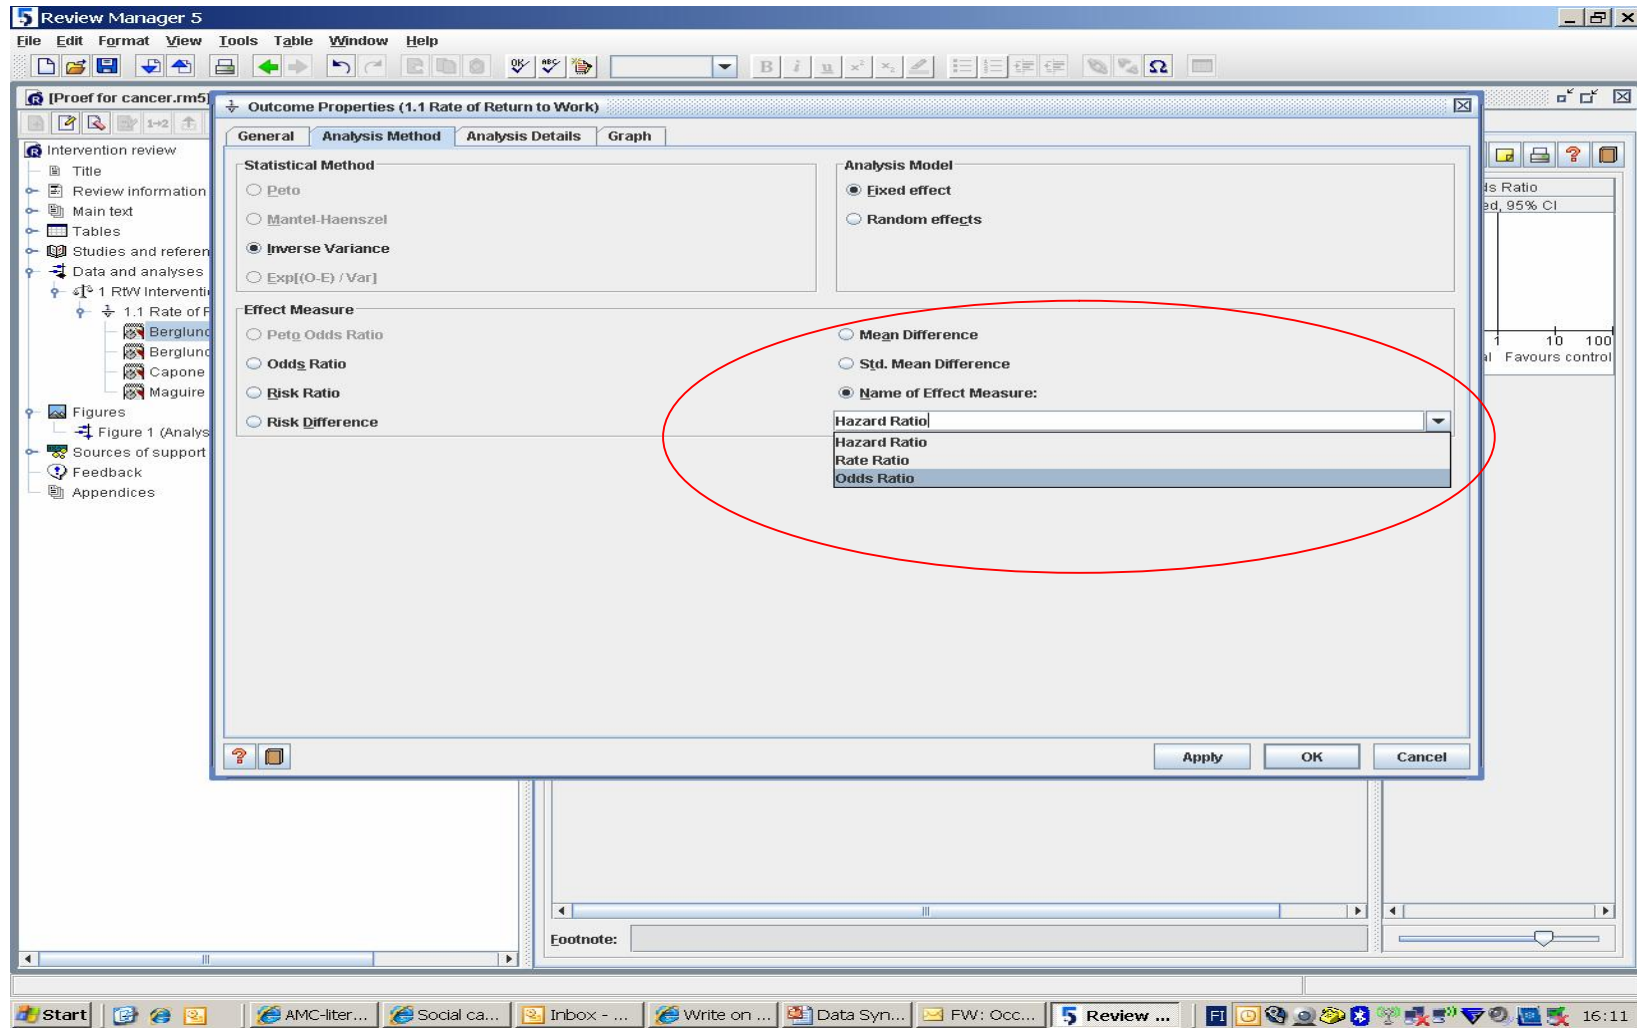 Review Manager 5
File Edit Format View Tools Table Window Help
[Proef for cancer.rm5]
Outcome Properties (1.1 Rate of Return to Work)
General Analysis Method Analysis Details Graph
Intervention review
Title
Review information
Main text
Tables
Studies and referen
Data and analyses
1 RtW Interventi
1.1 Rate of F
Berglund
Berglund
Capone
Maguire
Figures
Figure 1 (Analys
Sources of support
Feedback
Appendices
Statistical Method
Peto
Mantel-Haenszel
Inverse Variance
Exp[(O-E) / Var]
Analysis Model
Fixed effect
Random effects
Effect Measure
Peto Odds Ratio
Odds Ratio
Risk Ratio
Risk Difference
Mean Difference
Std. Mean Difference
Name of Effect Measure:
Hazard Ratio
Hazard Ratio
Rate Ratio
Odds Ratio
ds Ratio
ed, 95% CI
1 10 100
al Favours control
Apply OK Cancel
Footnote:
Start AMC-liter... Social ca... Inbox - ... Write on ... Data Syn... FW: Occ... 5 Review ... FI 16:11